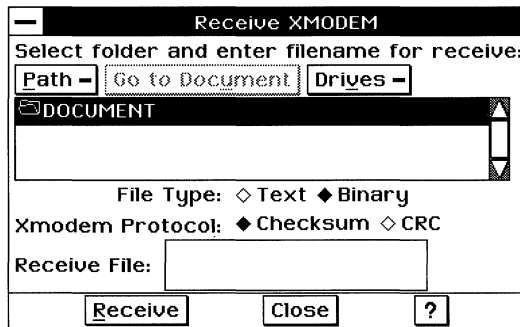 Receive XMODEM
Select folder and enter filename for receive:
Path Go to Document Drives
DOCUMENT
File Type: Text Binary
Xmodem Protocol: Checksum CRC
Receive File:
Receive Close ?